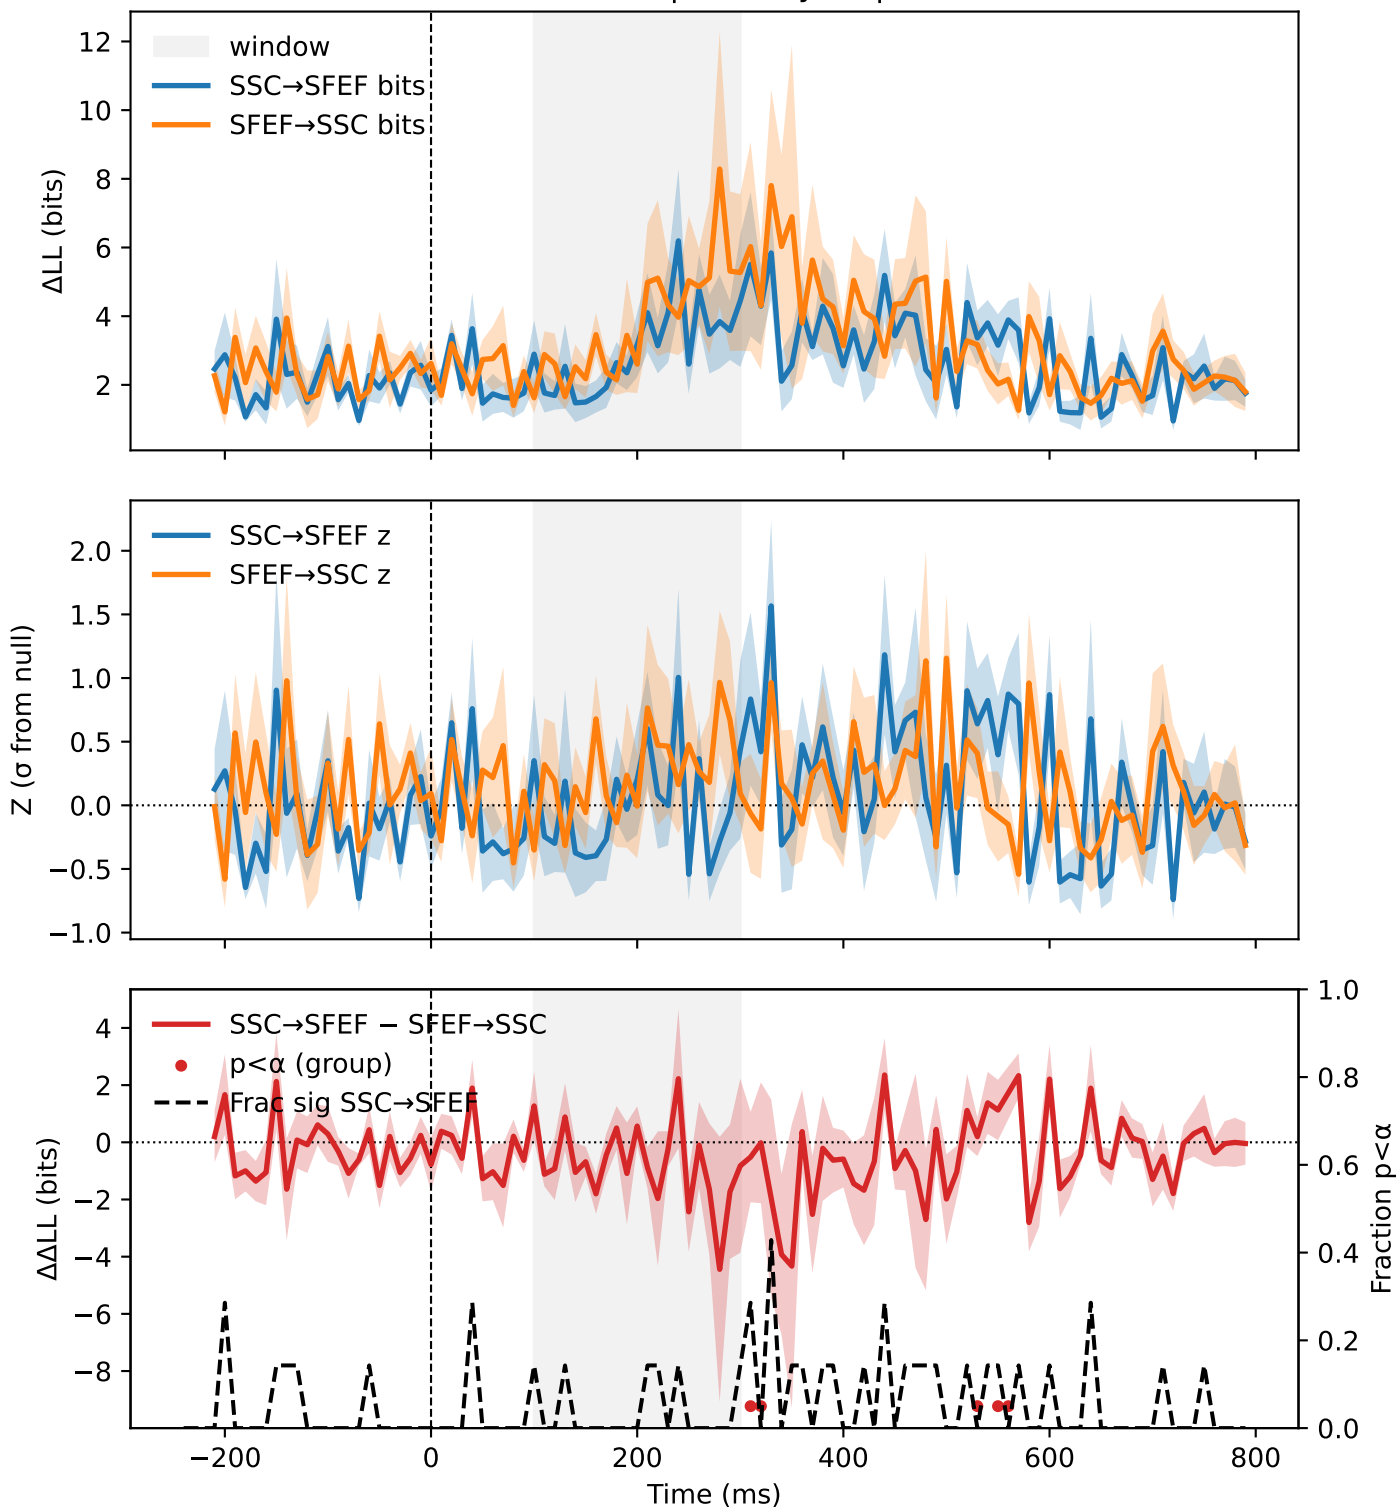 window
SSC→SFEF bits
SFEF→SSC bits
12
10
8
6
4
2
ΔLL (bits)
SSC→SFEF z
SFEF→SSC z
2.0
1.5
1.0
0.5
0.0
−0.5
−1.0
Z (σ from null)
SSC→SFEF − SFEF→SSC
p<α (group)
Frac sig SSC→SFEF
4
2
0
−2
−4
−6
−8
ΔΔLL (bits)
1.0
0.8
0.6
0.4
0.2
0.0
Fraction p<α
−200
0
200
400
600
800
Time (ms)